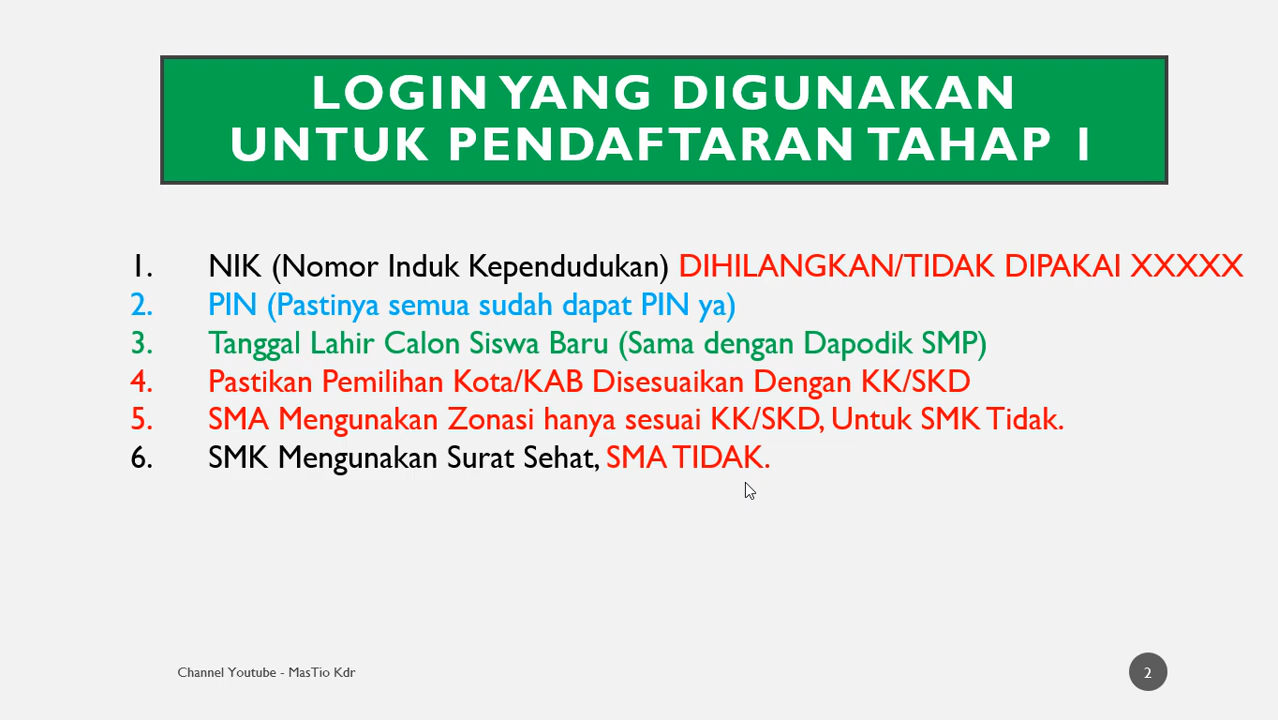 LOGIN YANG DIGUNAKAN
UNTUK PENDAFTARAN TAHAP I
1. NIK (Nomor Induk Kependudukan) DIHILANGKAN/TIDAK DIPAKAI XXXXX
2. PIN (Pastinya semua sudah dapat PIN ya)
3. Tanggal Lahir Calon Siswa Baru (Sama dengan Dapodik SMP)
4. Pastikan Pemilihan Kota/KAB Disesuaikan Dengan KK/SKD
5. SMA Mengunakan Zonasi hanya sesuai KK/SKD, Untuk SMK Tidak.
6. SMK Mengunakan Surat Sehat, SMA TIDAK.
Channel Youtube - MasTio Kdr
2